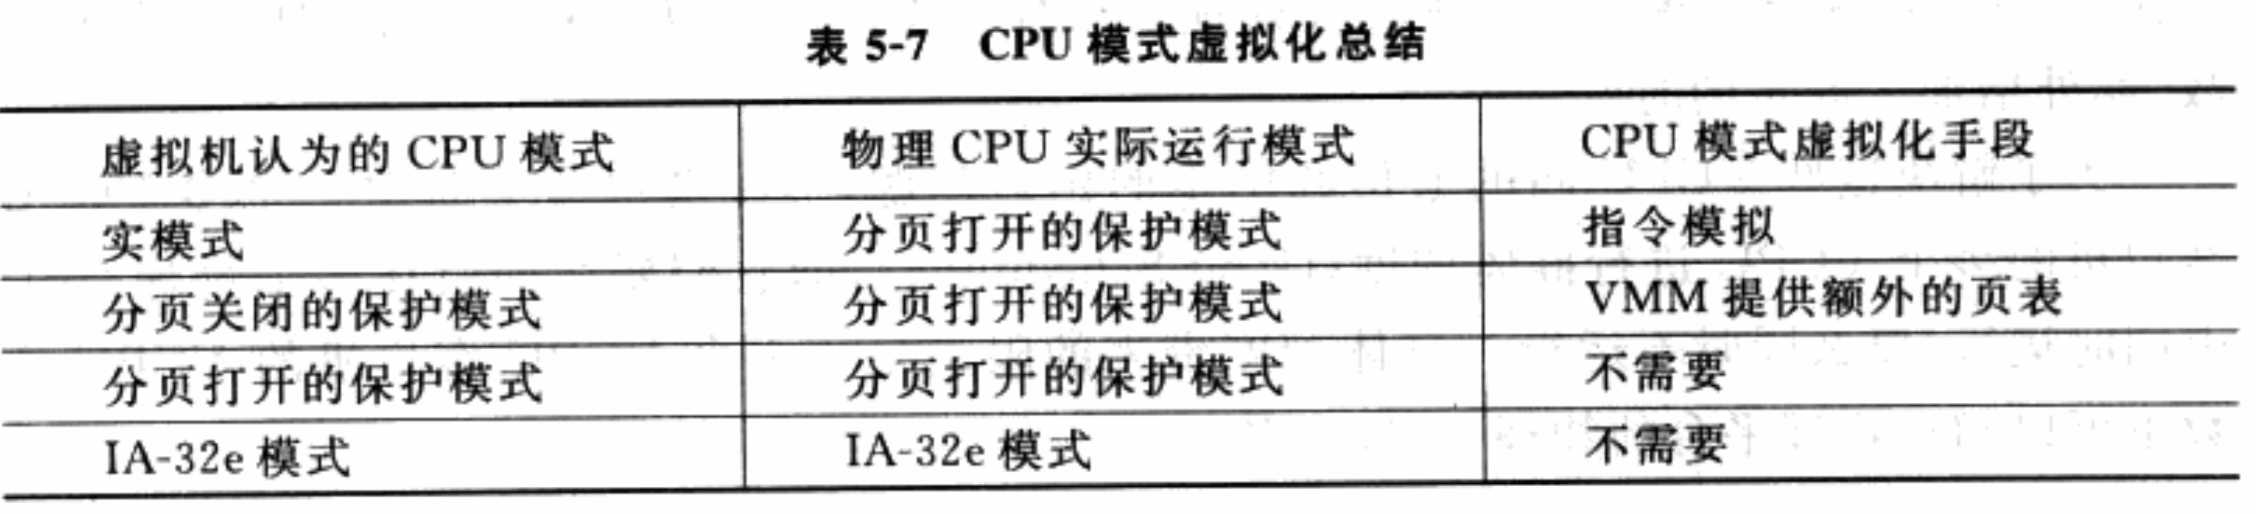 表 5-7 CPU 模式虚拟化总结
虚拟机认为的 CPU 模式 物理 CPU 实际运行模式 CPU 模式虚拟化手段
实模式 分页打开的保护模式 指令模拟
分页关闭的保护模式 分页打开的保护模式 VMM 提供额外的页表
分页打开的保护模式 分页打开的保护模式 不需要
IA-32e 模式 IA-32e 模式 不需要